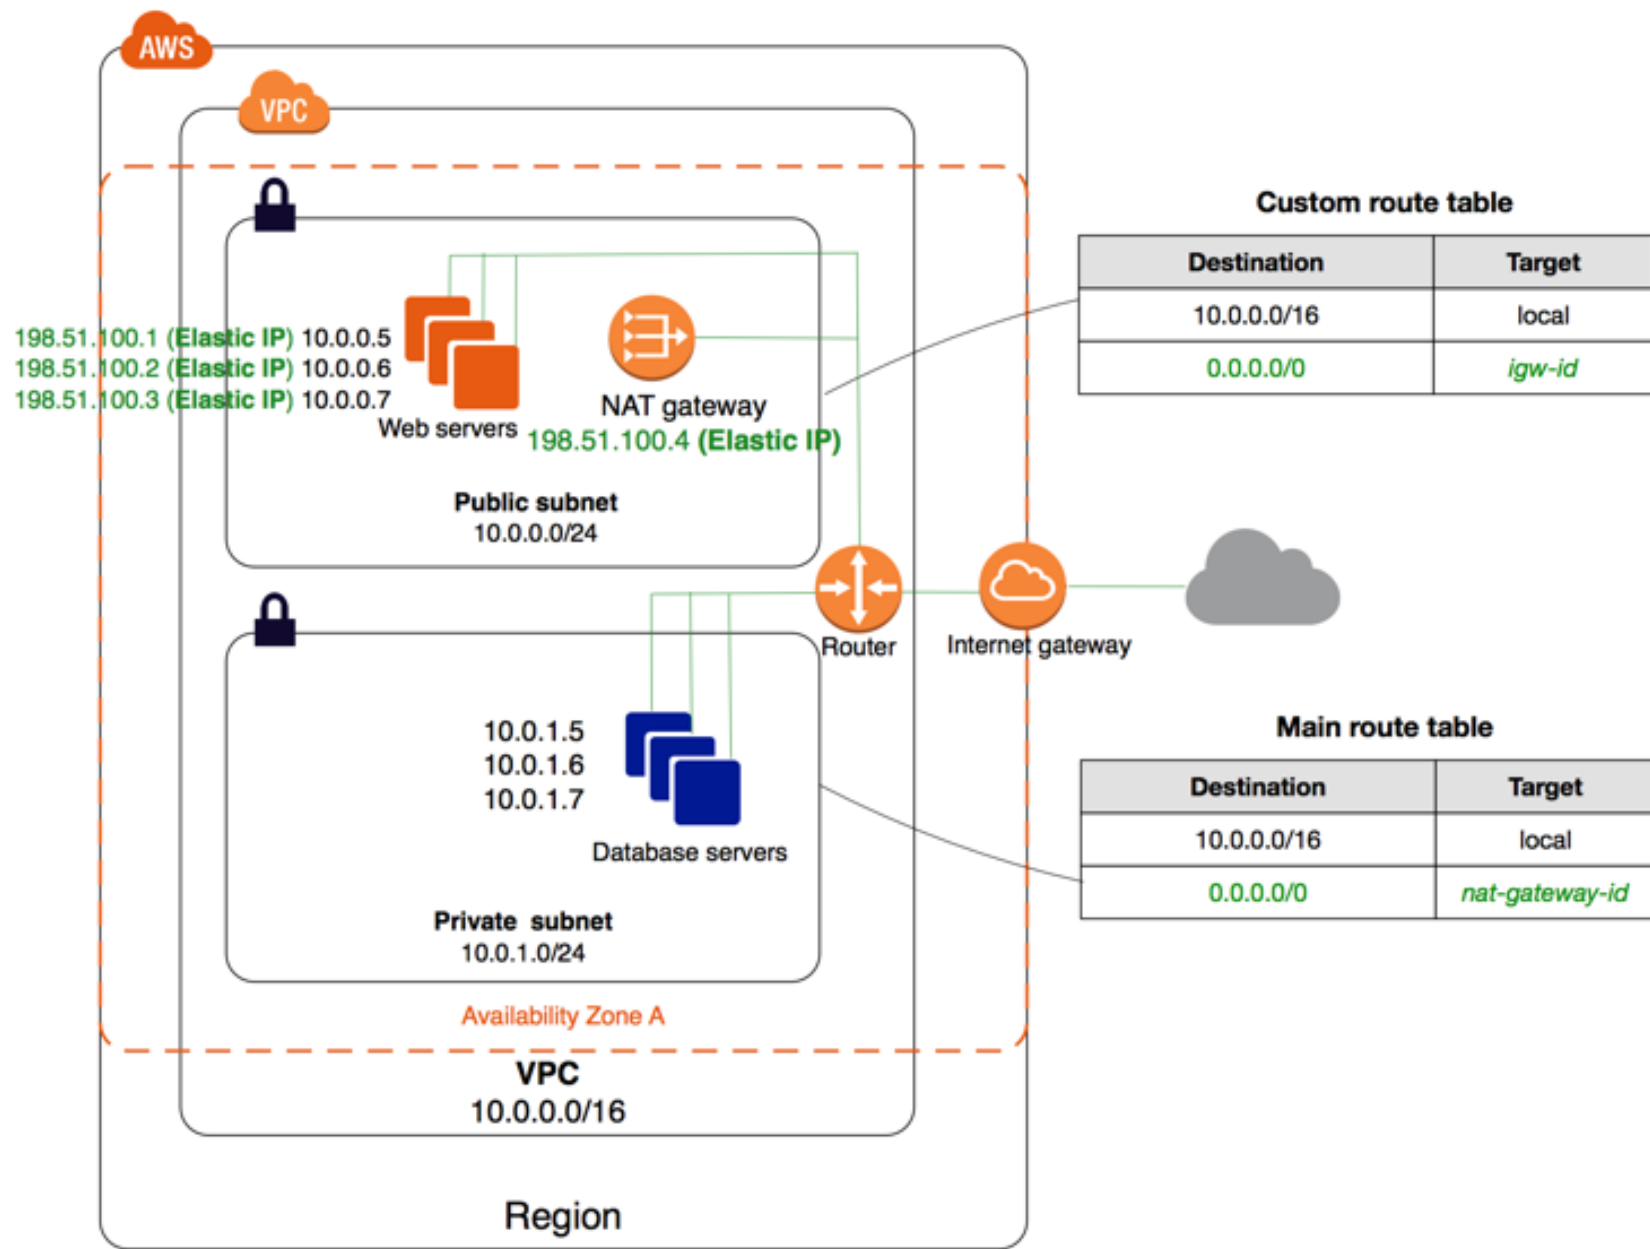 AWS
VPC
Custom route table
Destination Target
10.0.0.0/16 local
0.0.0.0/0 igw-id
198.51.100.1 (Elastic IP) 10.0.0.5
198.51.100.2 (Elastic IP) 10.0.0.6
198.51.100.3 (Elastic IP) 10.0.0.7
Web servers
NAT gateway
198.51.100.4 (Elastic IP)
Public subnet
10.0.0.0/24
Router
Internet gateway
10.0.1.5
10.0.1.6
10.0.1.7
Database servers
Private subnet
10.0.1.0/24
Main route table
Destination Target
10.0.0.0/16 local
0.0.0.0/0 nat-gateway-id
Availability Zone A
VPC
10.0.0.0/16
Region